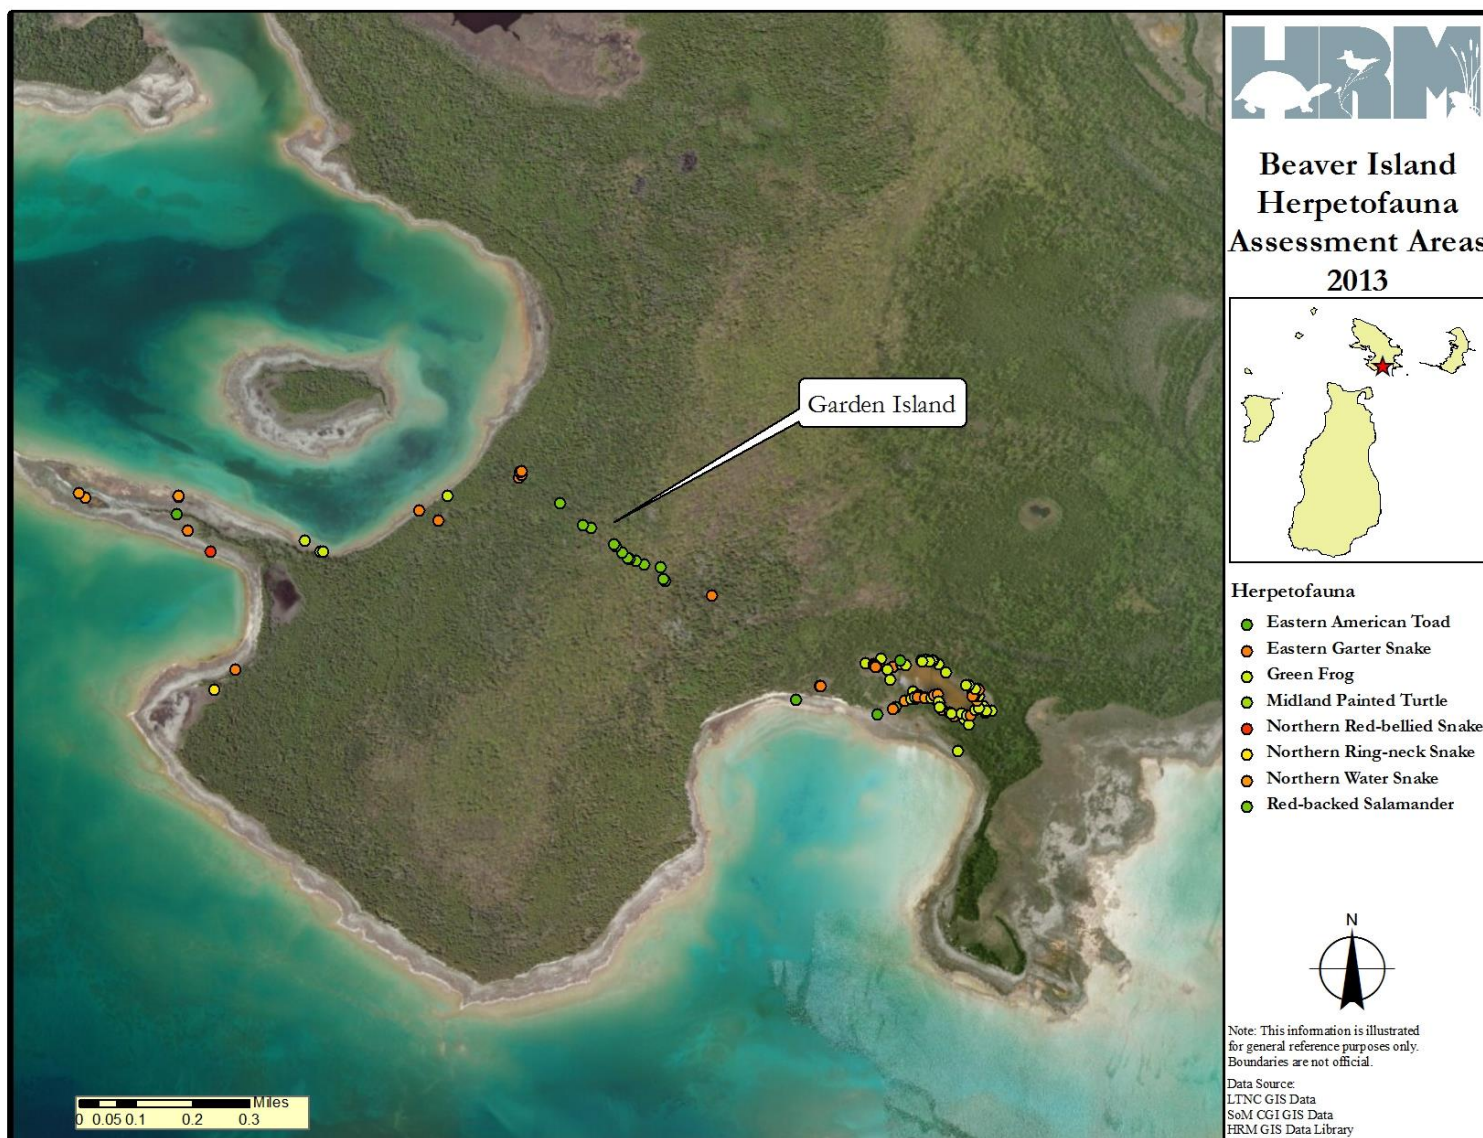 HRM
Beaver Island
Herpetofauna
Assessment Areas
2013
Garden Island
Herpetofauna
Eastern American Toad
Eastern Garter Snake
Green Frog
Midland Painted Turtle
Northern Red-bellied Snake
Northern Ring-neck Snake
Northern Water Snake
Red-backed Salamander
N
Note: This information is illustrated
for general reference purposes only.
Boundaries are not official.
Data Source:
LTNC GIS Data
SoM CGI GIS Data
HRM GIS Data Library
Miles
0 0.05 0.1 0.2 0.3